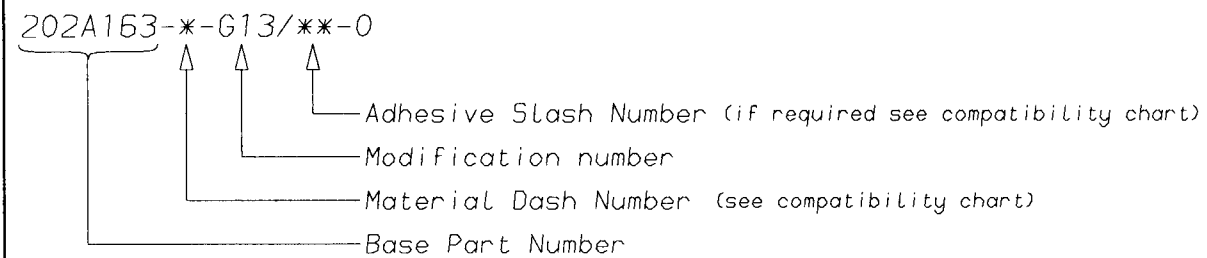 202A163-*-G13/**-0
Adhesive Slash Number (if required see compatibility chart)
Modification number
Material Dash Number (see compatibility chart)
Base Part Number